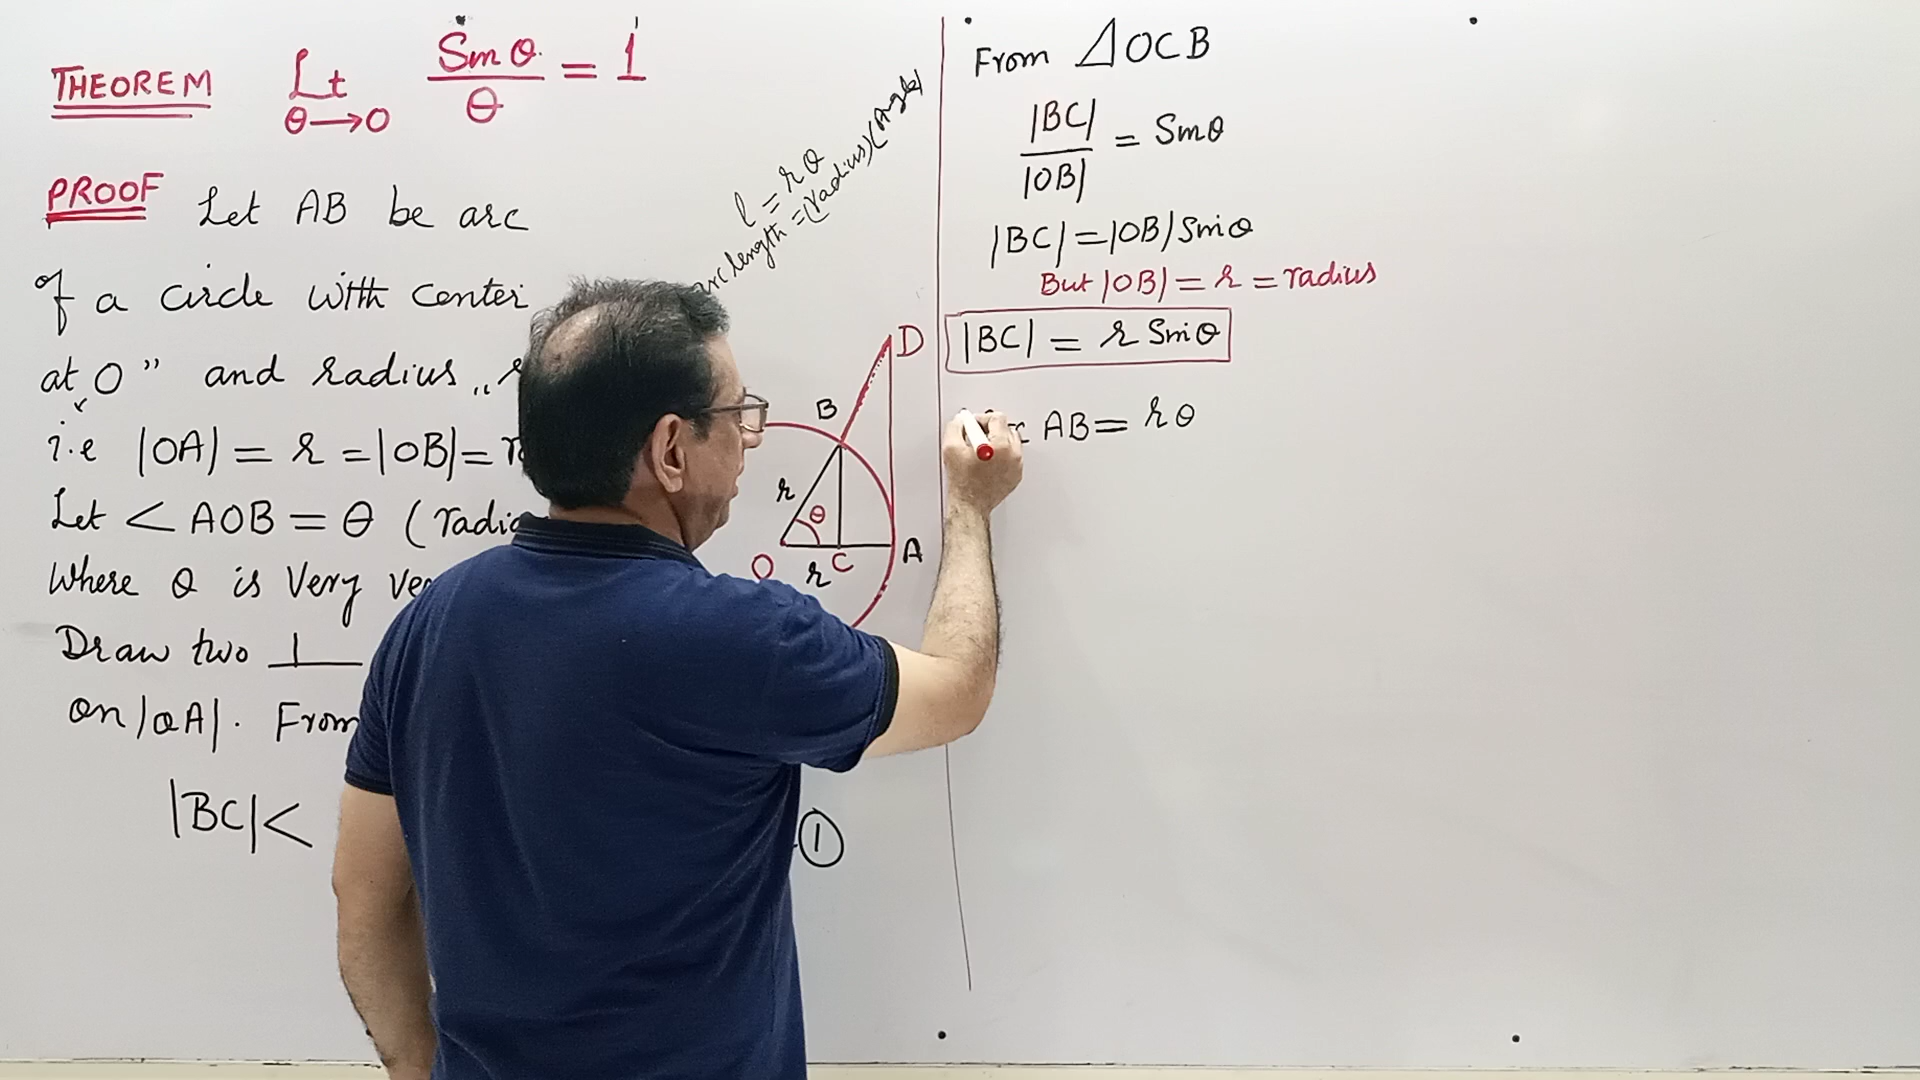 THEOREM Lt Sinθ = 1
θ→0 θ
PROOF Let AB be arc
of a circle with center
at "O" and radius "r
i.e |OA| = r = |OB| =
Let <AOB = θ (
Where θ is Very
Draw two ⊥
on |OA|. From
|BC| <
①
l = rθ
arc length = (radius)(Angle)
D
B
r
θ
O
r
C
A
From △OCB
|BC| = Sinθ
|OB|
|BC| = |OB| Sinθ
But |OB| = r = radius
|BC| = r Sinθ
AB = rθ